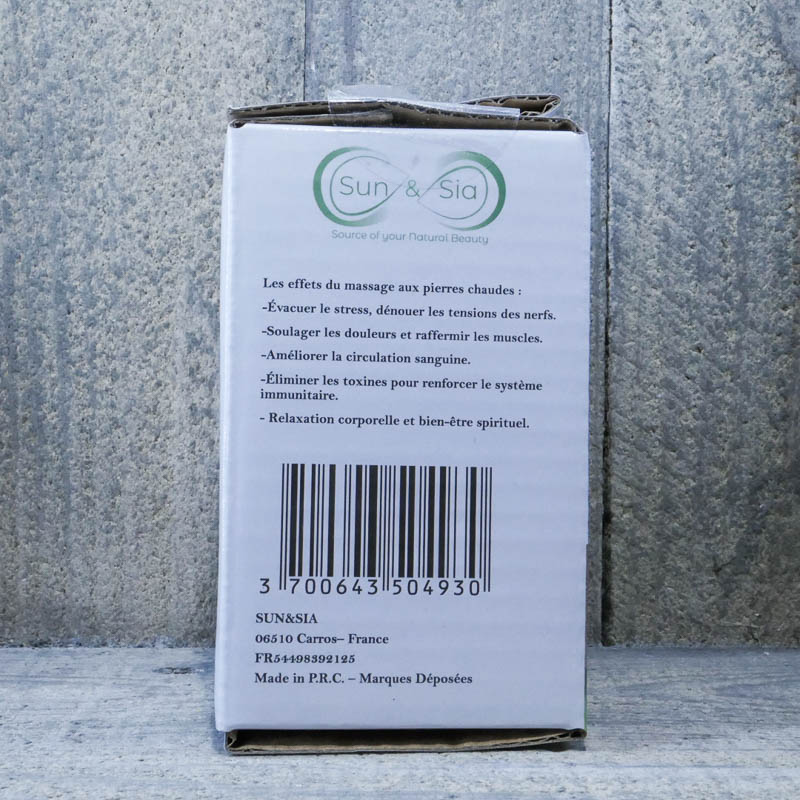 Sun & Sia
Source of your Natural Beauty
Les effets du massage aux pierres chaudes :
-Évacuer le stress, dénouer les tensions des nerfs.
-Soulager les douleurs et raffermir les muscles.
-Améliorer la circulation sanguine.
-Éliminer les toxines pour renforcer le système
immunitaire.
- Relaxation corporelle et bien-être spirituel.
3 700643 504930
SUN&SIA
06510 Carros– France
FR54498392125
Made in P.R.C. – Marques Déposées